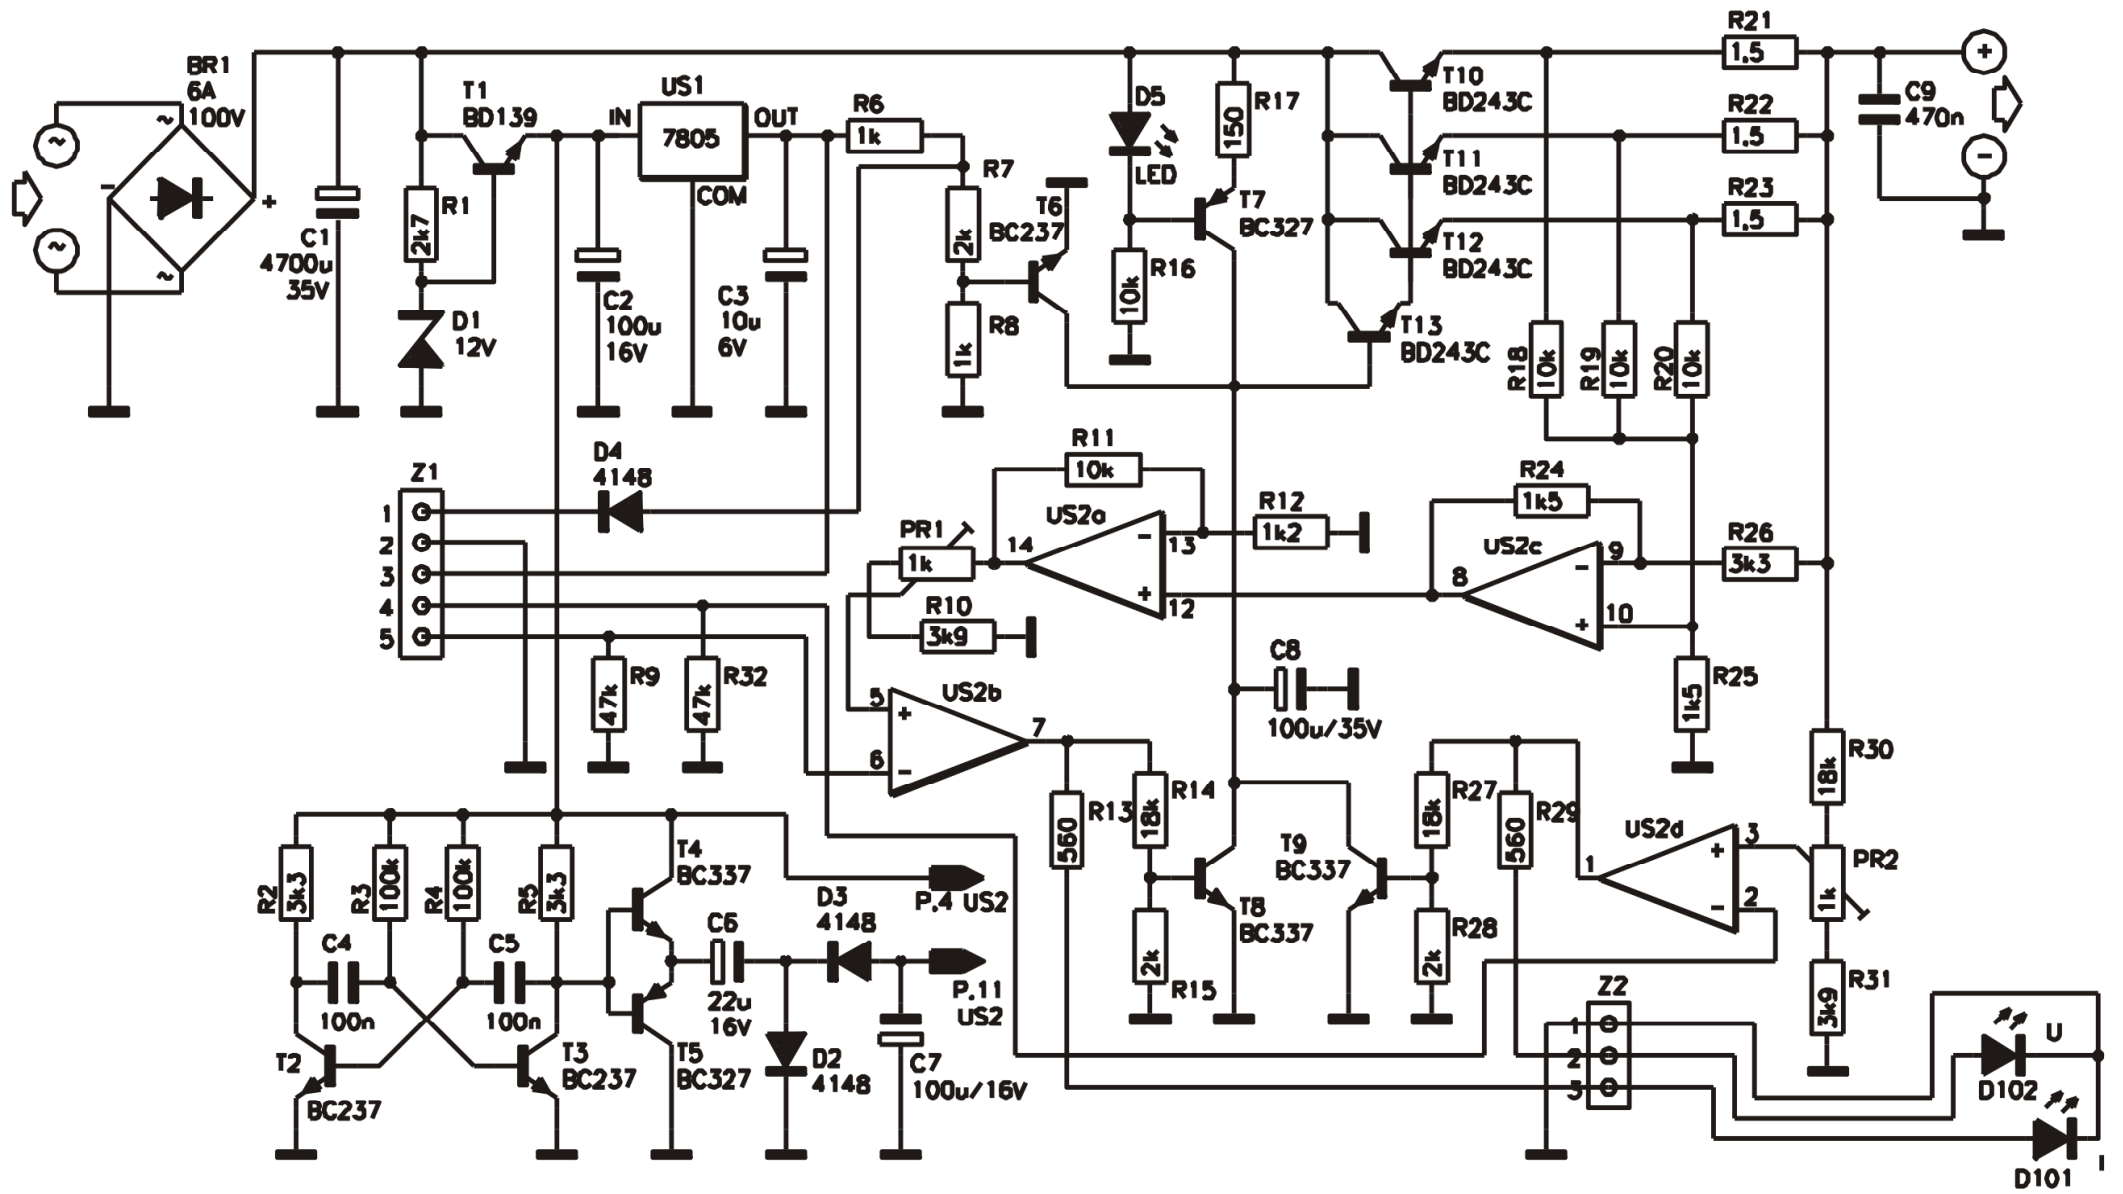 BR1
6A
100V
~
~
~
~
-
+
C1
4700u
35V
T1
BD139
R1
2k7
D1
12V
US1
IN
7805
OUT
COM
C2
100u
16V
C3
10u
6V
R6
1k
R7
2k
R8
1k
T6
BC237
D5
LED
R16
10k
R17
150
T7
BC327
T10
BD243C
T11
BD243C
T12
BD243C
T13
BD243C
R21
1,5
R22
1,5
R23
1,5
C9
470n
+
-
R18
10k
R19
10k
R20
10k
Z1
1
2
3
4
5
D4
4148
R9
47k
R32
47k
PR1
1k
R10
3k9
R11
10k
US2a
14
-
13
+
12
R12
1k2
R24
1k5
US2c
8
-
9
+
10
R26
3k3
R25
1k5
C8
100u/35V
US2b
5
+
6
-
7
R13
560
R14
18k
R15
2k
T8
BC337
T9
BC337
R27
18k
R28
2k
R29
560
US2d
1
+
3
-
2
R30
18k
PR2
1k
R31
3k9
R2
3k3
R3
100k
R4
100k
R5
3k3
C4
100n
C5
100n
T2
BC237
T3
BC237
T4
BC337
T5
BC327
C6
22u
16V
D3
4148
D2
4148
C7
100u/16V
P.4 US2
P.11
US2
Z2
1
2
3
U
D102
D101